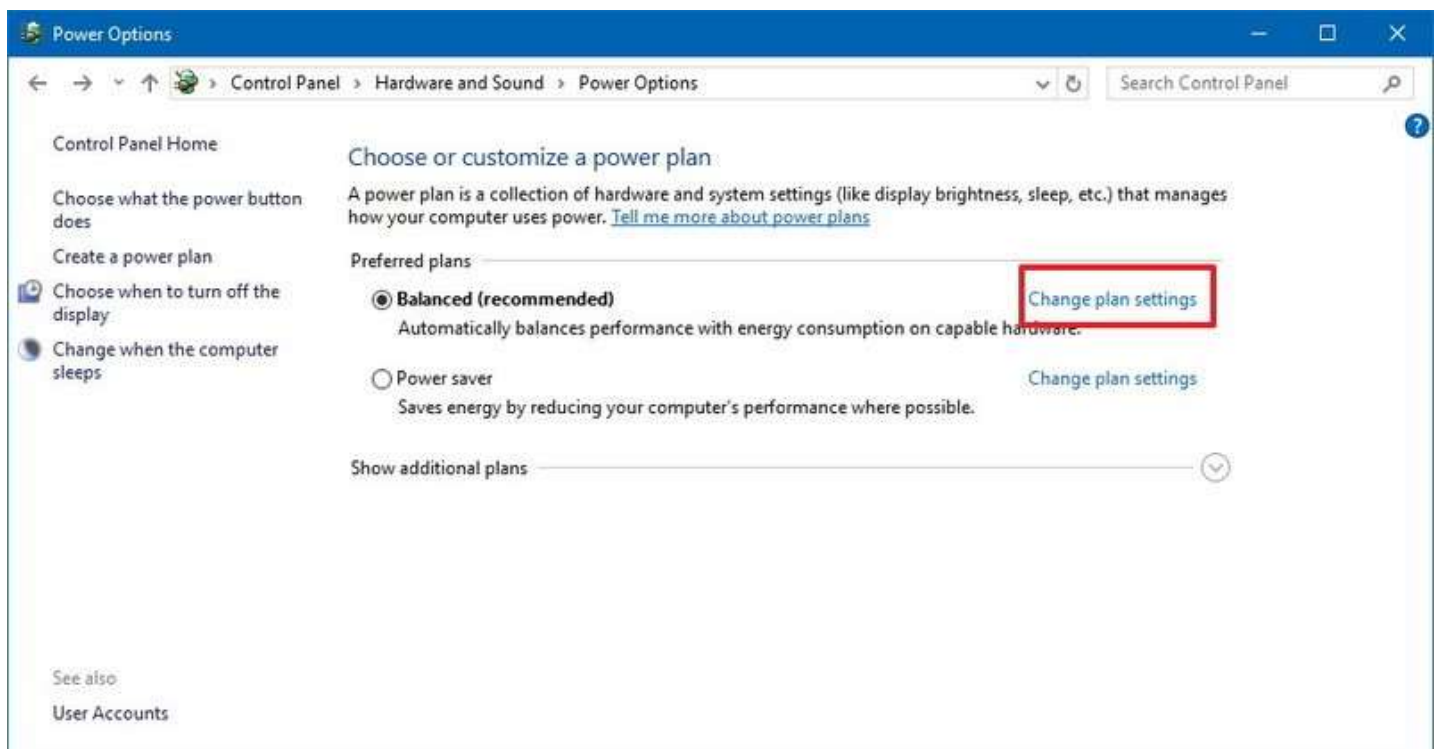 Power Options
Control Panel > Hardware and Sound > Power Options
Search Control Panel
Control Panel Home
Choose what the power button
does
Create a power plan
Choose when to turn off the
display
Change when the computer
sleeps
See also
User Accounts
Choose or customize a power plan
A power plan is a collection of hardware and system settings (like display brightness, sleep, etc.) that manages
how your computer uses power. Tell me more about power plans
Preferred plans
Balanced (recommended) Change plan settings
Automatically balances performance with energy consumption on capable hardware.
Power saver Change plan settings
Saves energy by reducing your computer's performance where possible.
Show additional plans